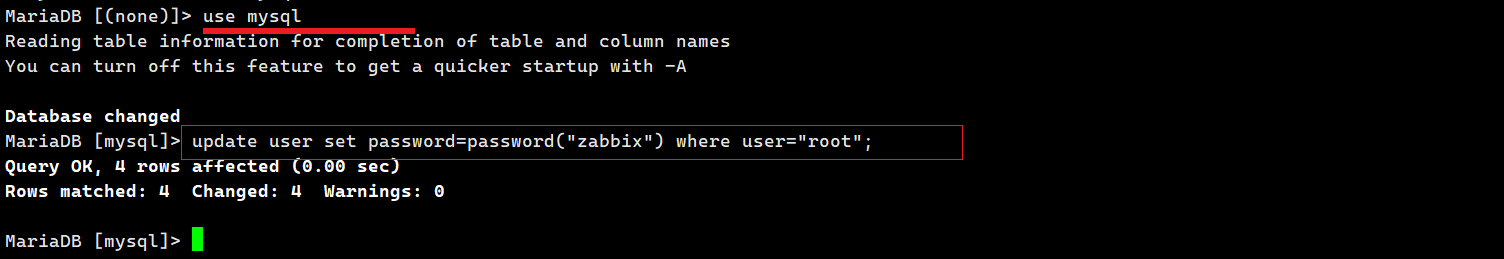 MariaDB [(none)]> use mysql
Reading table information for completion of table and column names
You can turn off this feature to get a quicker startup with -A
Database changed
MariaDB [mysql]> update user set password=password("zabbix") where user="root";
Query OK, 4 rows affected (0.00 sec)
Rows matched: 4  Changed: 4  Warnings: 0
MariaDB [mysql]>